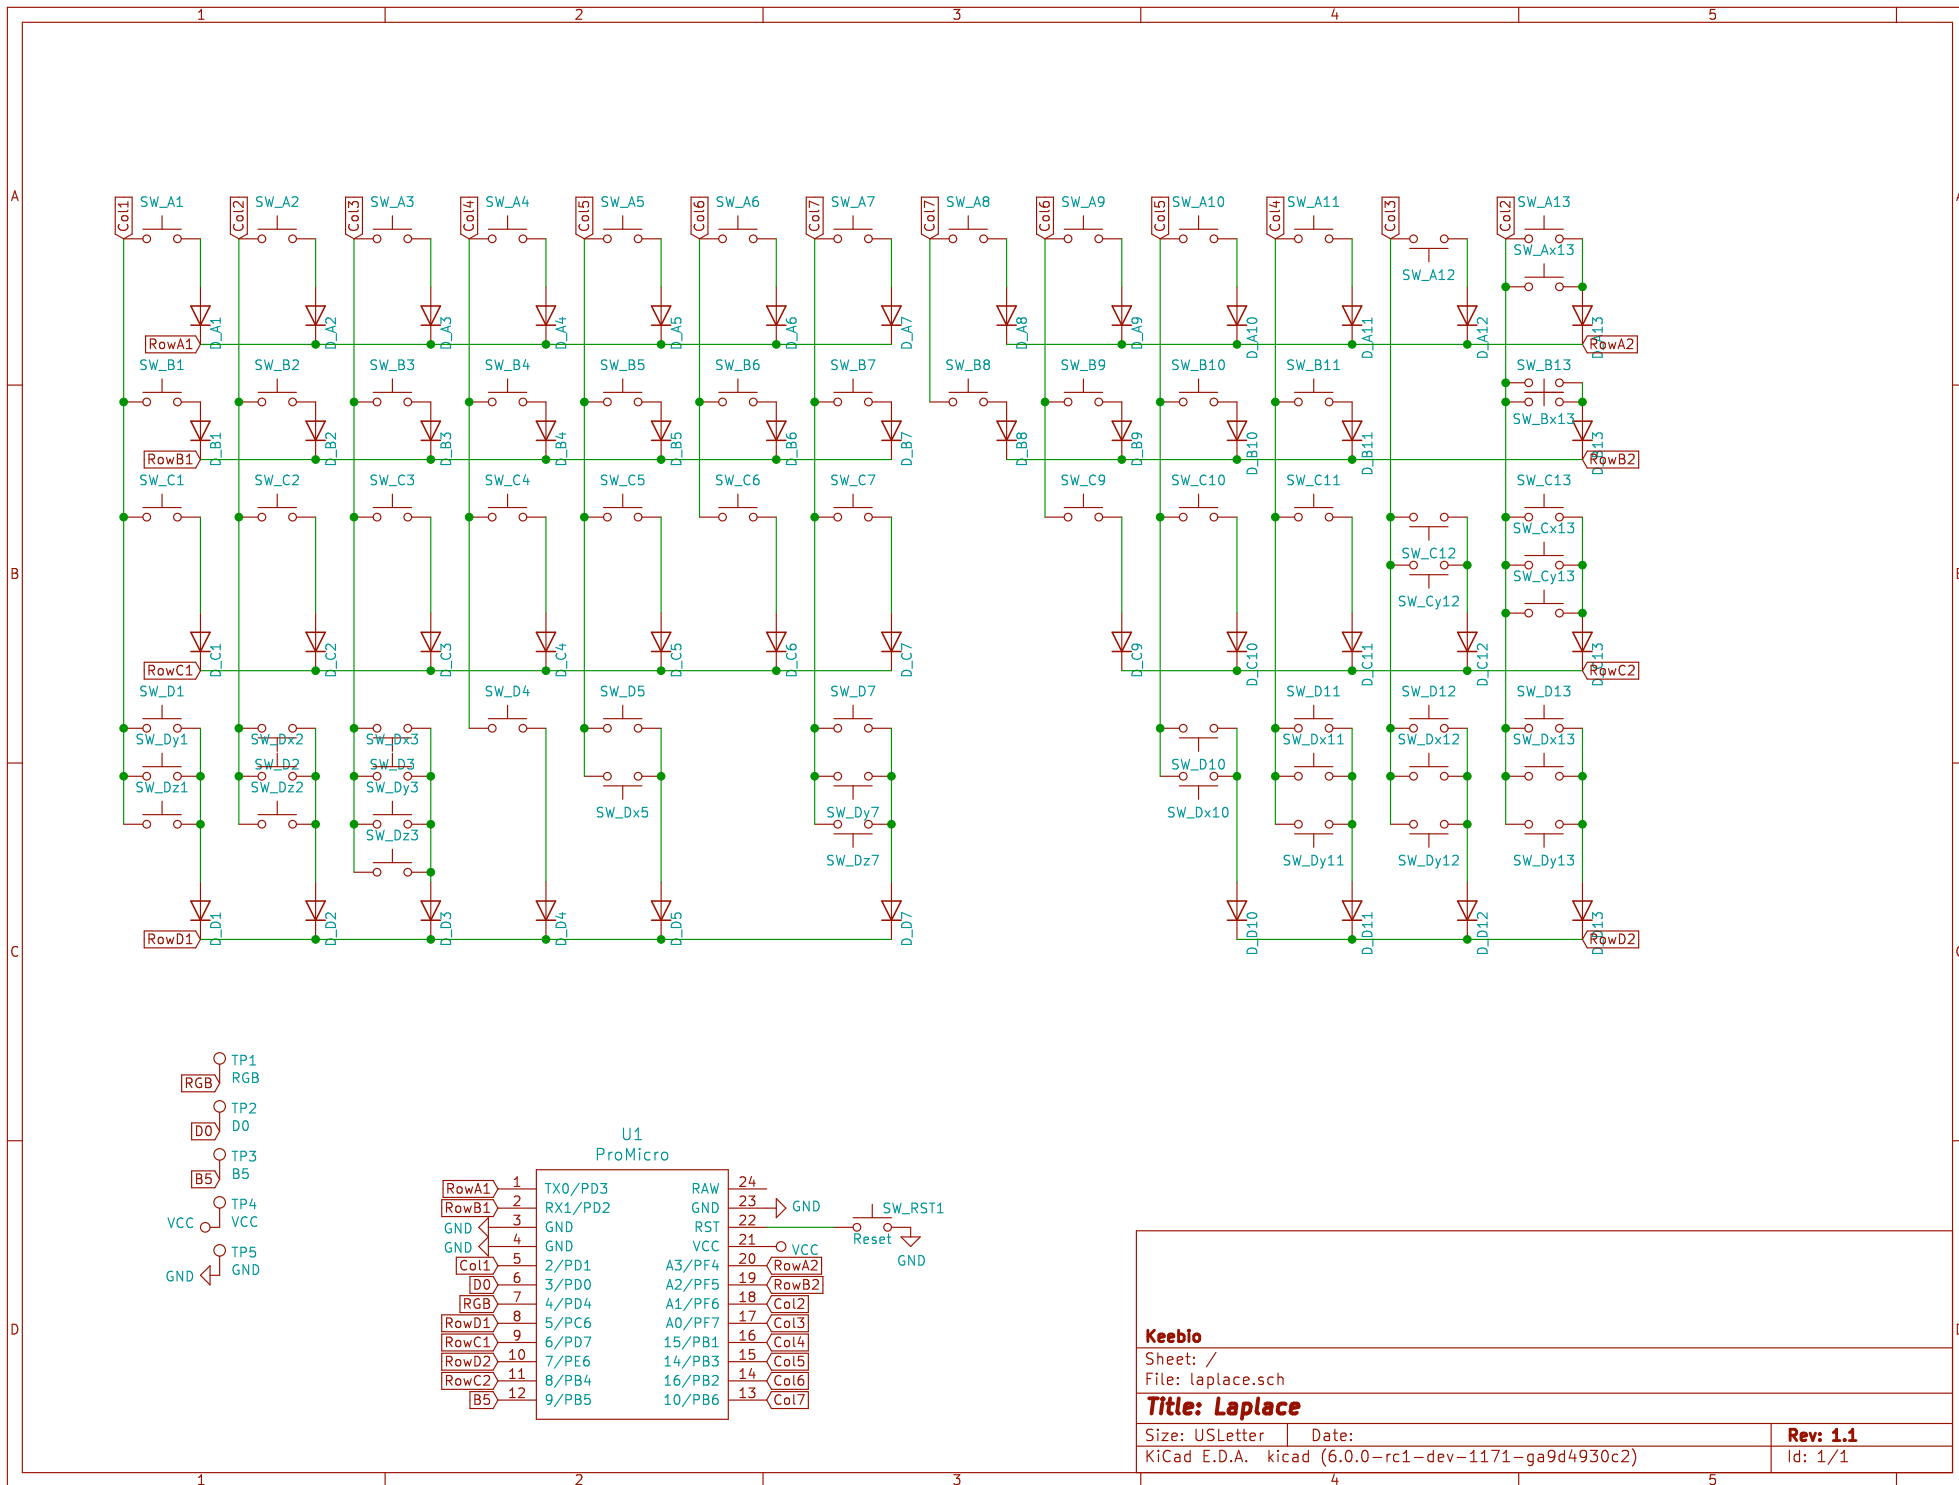 1 2 3 4 5
A
Col1 SW_A1 Col2 SW_A2 Col3 SW_A3 Col4 SW_A4 Col5 SW_A5 Col6 SW_A6 Col7 SW_A7 Col7 SW_A8 Col6 SW_A9 Col5 SW_A10 Col4 SW_A11 Col3 Col2 SW_A13
SW_Ax13
SW_A12
D_A1 D_A2 D_A3 D_A4 D_A5 D_A6 D_A7 D_A8 D_A9 D_A10 D_A11 D_A12 D_A13
RowA1 RowA2
SW_B1 SW_B2 SW_B3 SW_B4 SW_B5 SW_B6 SW_B7 SW_B8 SW_B9 SW_B10 SW_B11 SW_B13
SW_Bx13
D_B1 D_B2 D_B3 D_B4 D_B5 D_B6 D_B7 D_B8 D_B9 D_B10 D_B11 D_B13
RowB1 RowB2
SW_C1 SW_C2 SW_C3 SW_C4 SW_C5 SW_C6 SW_C7 SW_C9 SW_C10 SW_C11 SW_C13
SW_Cx13
SW_C12
B
SW_Cy13
SW_Cy12
D_C1 D_C2 D_C3 D_C4 D_C5 D_C6 D_C7 D_C9 D_C10 D_C11 D_C12 D_C13
RowC1 RowC2
SW_D1 SW_D4 SW_D5 SW_D7 SW_D11 SW_D12 SW_D13
SW_Dy1 SW_Dx2 SW_Dx3 SW_Dx11 SW_Dx12 SW_Dx13
SW_D2 SW_D3 SW_D10
SW_Dz1 SW_Dz2 SW_Dy3
SW_Dx5 SW_Dy7 SW_Dx10
SW_Dz3
SW_Dz7 SW_Dy11 SW_Dy12 SW_Dy13
D_D1 D_D2 D_D3 D_D4 D_D5 D_D7 D_D10 D_D11 D_D12 D_D13
RowD1 RowD2
C
TP1
RGB RGB
TP2
D0
D0
TP3
B5
B5
TP4
VCC VCC
TP5
GND GND
U1
ProMicro
RowA1 1 TX0/PD3 RAW 24
RowB1 2 RX1/PD2 GND 23 GND
GND 3 GND RST 22 SW_RST1
Reset
GND
GND 4 GND VCC 21 VCC
Col1 5 2/PD1 A3/PF4 20 RowA2
D0 6 3/PD0 A2/PF5 19 RowB2
RGB 7 4/PD4 A1/PF6 18 Col2
RowD1 8 5/PC6 A0/PF7 17 Col3
RowC1 9 6/PD7 15/PB1 16 Col4
RowD2 10 7/PE6 14/PB3 15 Col5
RowC2 11 8/PB4 16/PB2 14 Col6
B5 12 9/PB5 10/PB6 13 Col7
D
Keebio
Sheet: /
File: laplace.sch
Title: Laplace
Size: USLetter Date: Rev: 1.1
KiCad E.D.A. kicad (6.0.0-rc1-dev-1171-ga9d4930c2) Id: 1/1
1 2 3 4 5